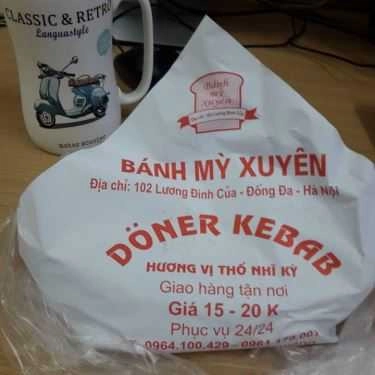 CLASSIC & RETRO
Languastyle
Bánh
mỳ
Xuyên
BÁNH MỲ XUYÊN
Địa chỉ: 102 Lương Đình Của - Đống Đa - Hà Nội
DÖNER KEBAB
HƯƠNG VỊ THỔ NHĨ KỲ
Giao hàng tận nơi
Giá 15 - 20 K
Phục vụ 24/24
0964.100.429 -